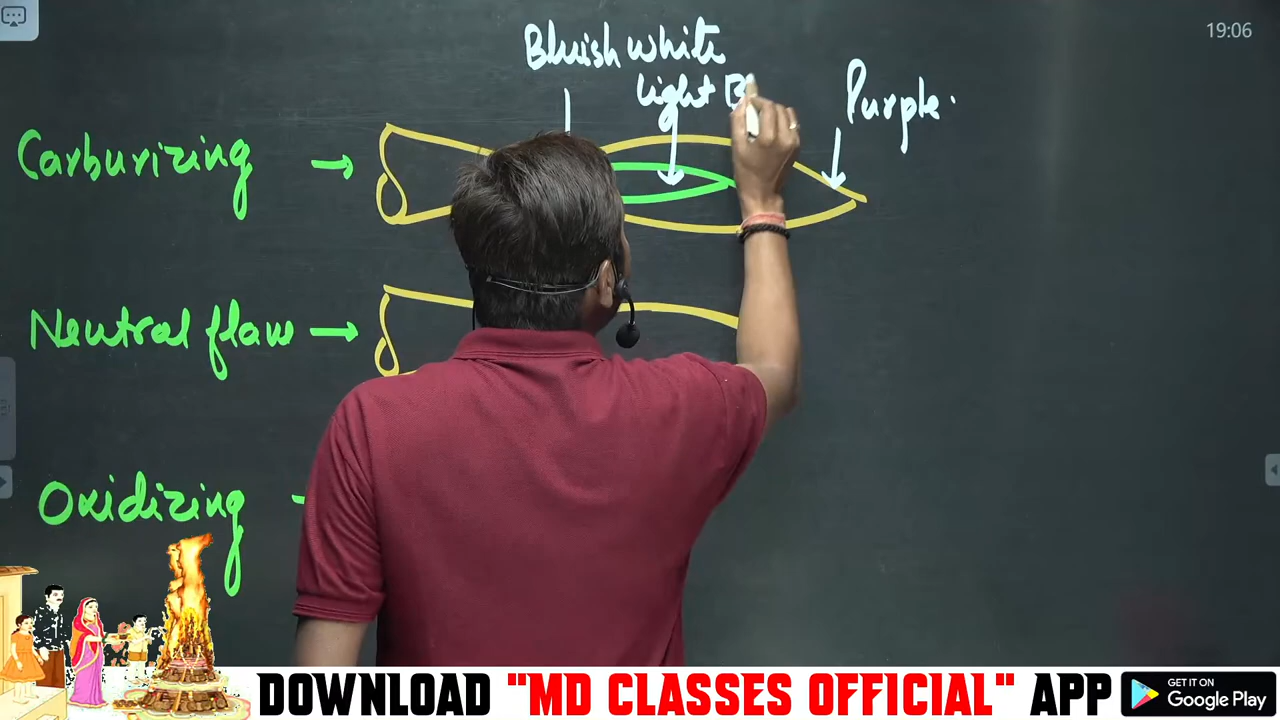 19:06
Bluish white
light B
Purple.
Carburizing →
Neutral flaw →
Oxidizing
DOWNLOAD "MD CLASSES OFFICIAL" APP
GET IT ON
Google Play